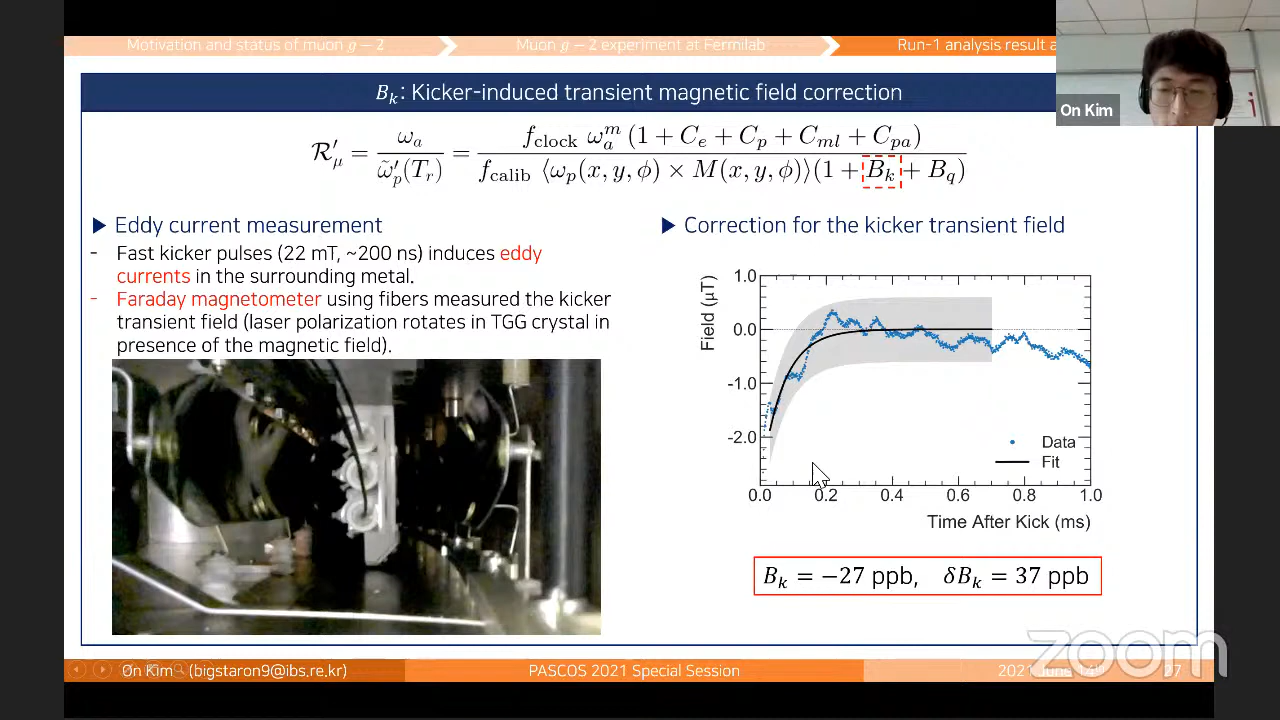 Motivation and status of muon g − 2
Muon g − 2 experiment at Fermilab
Run-1 analysis result a
On Kim
B_k: Kicker-induced transient magnetic field correction
R′_μ = ω_a / ω̃′_p(T_r) = f_clock ω_a^m (1 + C_e + C_p + C_ml + C_pa) / f_calib ⟨ω_p(x, y, ϕ) × M(x, y, ϕ)⟩(1 + B_k + B_q)
▶ Eddy current measurement
- Fast kicker pulses (22 mT, ~200 ns) induces eddy
currents in the surrounding metal.
- Faraday magnetometer using fibers measured the kicker
transient field (laser polarization rotates in TGG crystal in
presence of the magnetic field).
▶ Correction for the kicker transient field
Field (μT)
1.0
0.0
-1.0
-2.0
Data
Fit
0.0 0.2 0.4 0.6 0.8 1.0
Time After Kick (ms)
B_k = −27 ppb, δB_k = 37 ppb
On Kim (bigstaron9@ibs.re.kr)
PASCOS 2021 Special Session
2021 June 14th
27
zoom